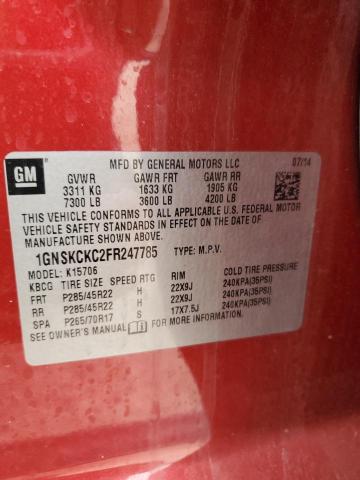 GM
MFD BY GENERAL MOTORS LLC 07/14
GVWR GAWR FRT GAWR RR
3311 KG 1633 KG 1905 KG
7300 LB 3600 LB 4200 LB
THIS VEHICLE CONFORMS TO ALL APPLICABLE U.S. FEDERAL MOTOR
VEHICLE SAFETY STANDARDS IN EFFECT ON THE DATE OF
MANUFACTURE SHOWN ABOVE.
1GNSKCKC2FR247785 TYPE: M.P.V.
MODEL: K15706
KBCG TIRE SIZE SPEED RTG RIM COLD TIRE PRESSURE
FRT P285/45R22 H 22X9J 240KPA(35PSI)
RR P285/45R22 H 22X9J 240KPA(35PSI)
SPA P265/70R17 S 17X7.5J 240KPA(35PSI)
SEE OWNER'S MANUAL FOR MORE INFORMATION.